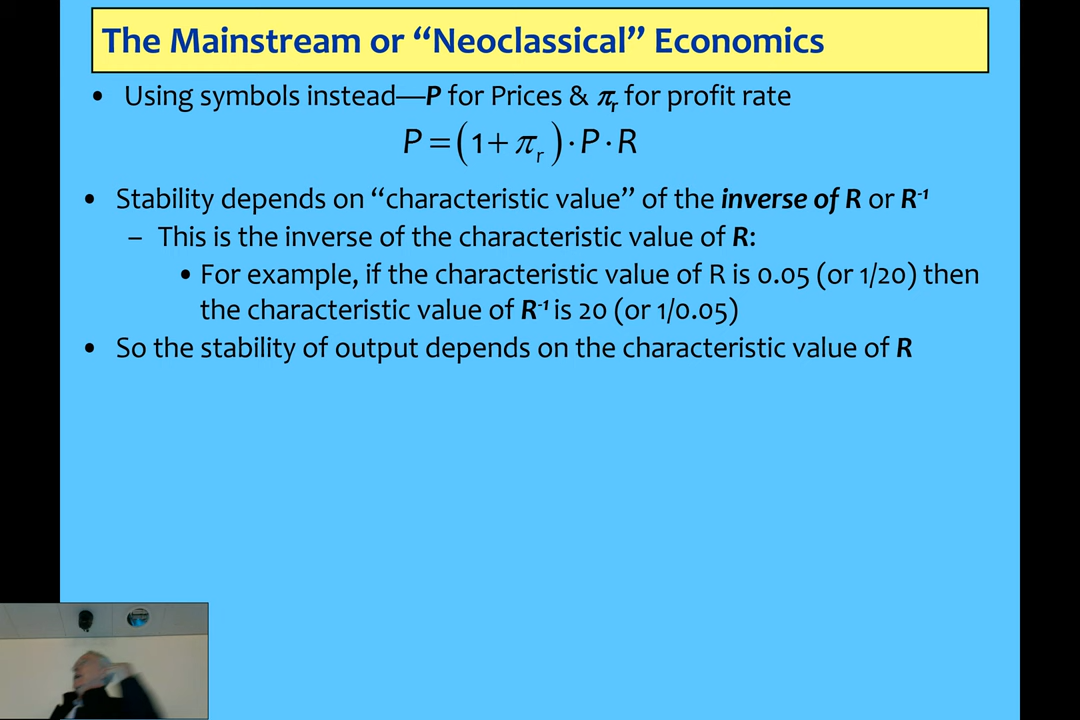 The Mainstream or “Neoclassical” Economics
• Using symbols instead—P for Prices & πr for profit rate
P = (1 + πr) · P · R
• Stability depends on “characteristic value” of the inverse of R or R-1
– This is the inverse of the characteristic value of R:
• For example, if the characteristic value of R is 0.05 (or 1/20) then
the characteristic value of R-1 is 20 (or 1/0.05)
• So the stability of output depends on the characteristic value of R